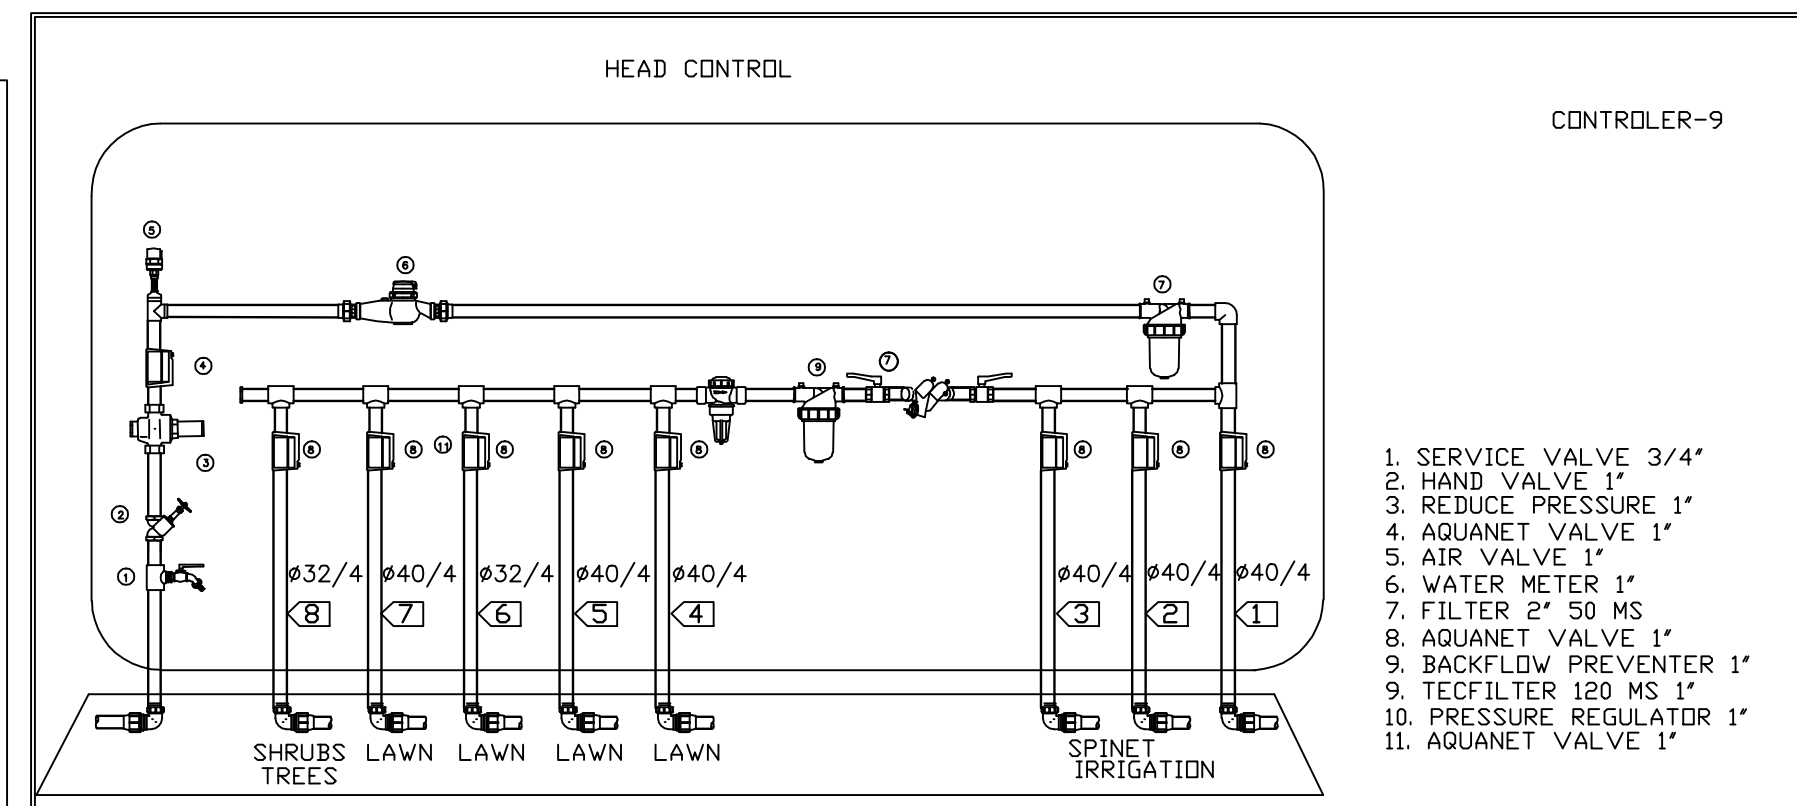 HEAD CONTROL
CONTROLER-9
5
6
7
4
9
7
3
8
8
11
8
8
8
8
8
8
2
1
ø32/4
ø40/4
ø32/4
ø40/4
ø40/4
ø40/4
ø40/4
ø40/4
8
7
6
5
4
3
2
1
SHRUBS
TREES
LAWN
LAWN
LAWN
LAWN
SPINET
IRRIGATION
1. SERVICE VALVE 3/4"
2. HAND VALVE 1"
3. REDUCE PRESSURE 1"
4. AQUANET VALVE 1"
5. AIR VALVE 1"
6. WATER METER 1"
7. FILTER 2" 50 MS
8. AQUANET VALVE 1"
9. BACKFLOW PREVENTER 1"
9. TECFILTER 120 MS 1"
10. PRESSURE REGULATOR 1"
11. AQUANET VALVE 1"